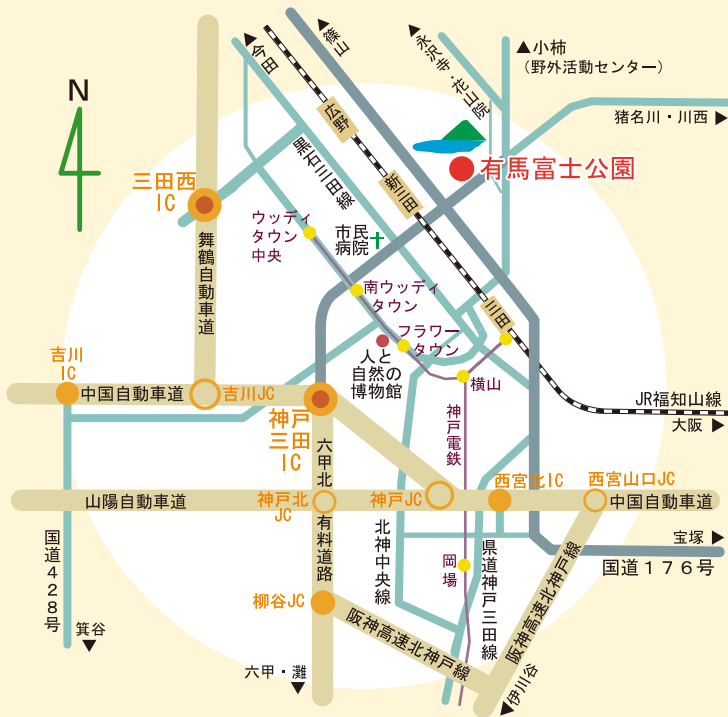 N
今田
篠山
永沢寺・花山院
小柿
（野外活動センター）
猪名川・川西
広野
黒石三田線
新三田
有馬富士公園
三田西
IC
ウッディ
タウン
中央
市民
病院
舞鶴自動車道
南ウッディ
タウン
三田
フラワー
タウン
人と
自然の
博物館
横山
吉川
IC
中国自動車道
吉川JC
神戸
三田
IC
JR福知山線
大阪
神戸電鉄
六甲北
有料道路
西宮北IC
西宮山口JC
山陽自動車道
神戸北
JC
神戸JC
中国自動車道
国道428号
北神中央線
岡場
県道神戸三田線
宝塚
国道176号
阪神高速北神戸線
柳谷JC
阪神高速北神戸線
箕谷
六甲・灘
伊三谷